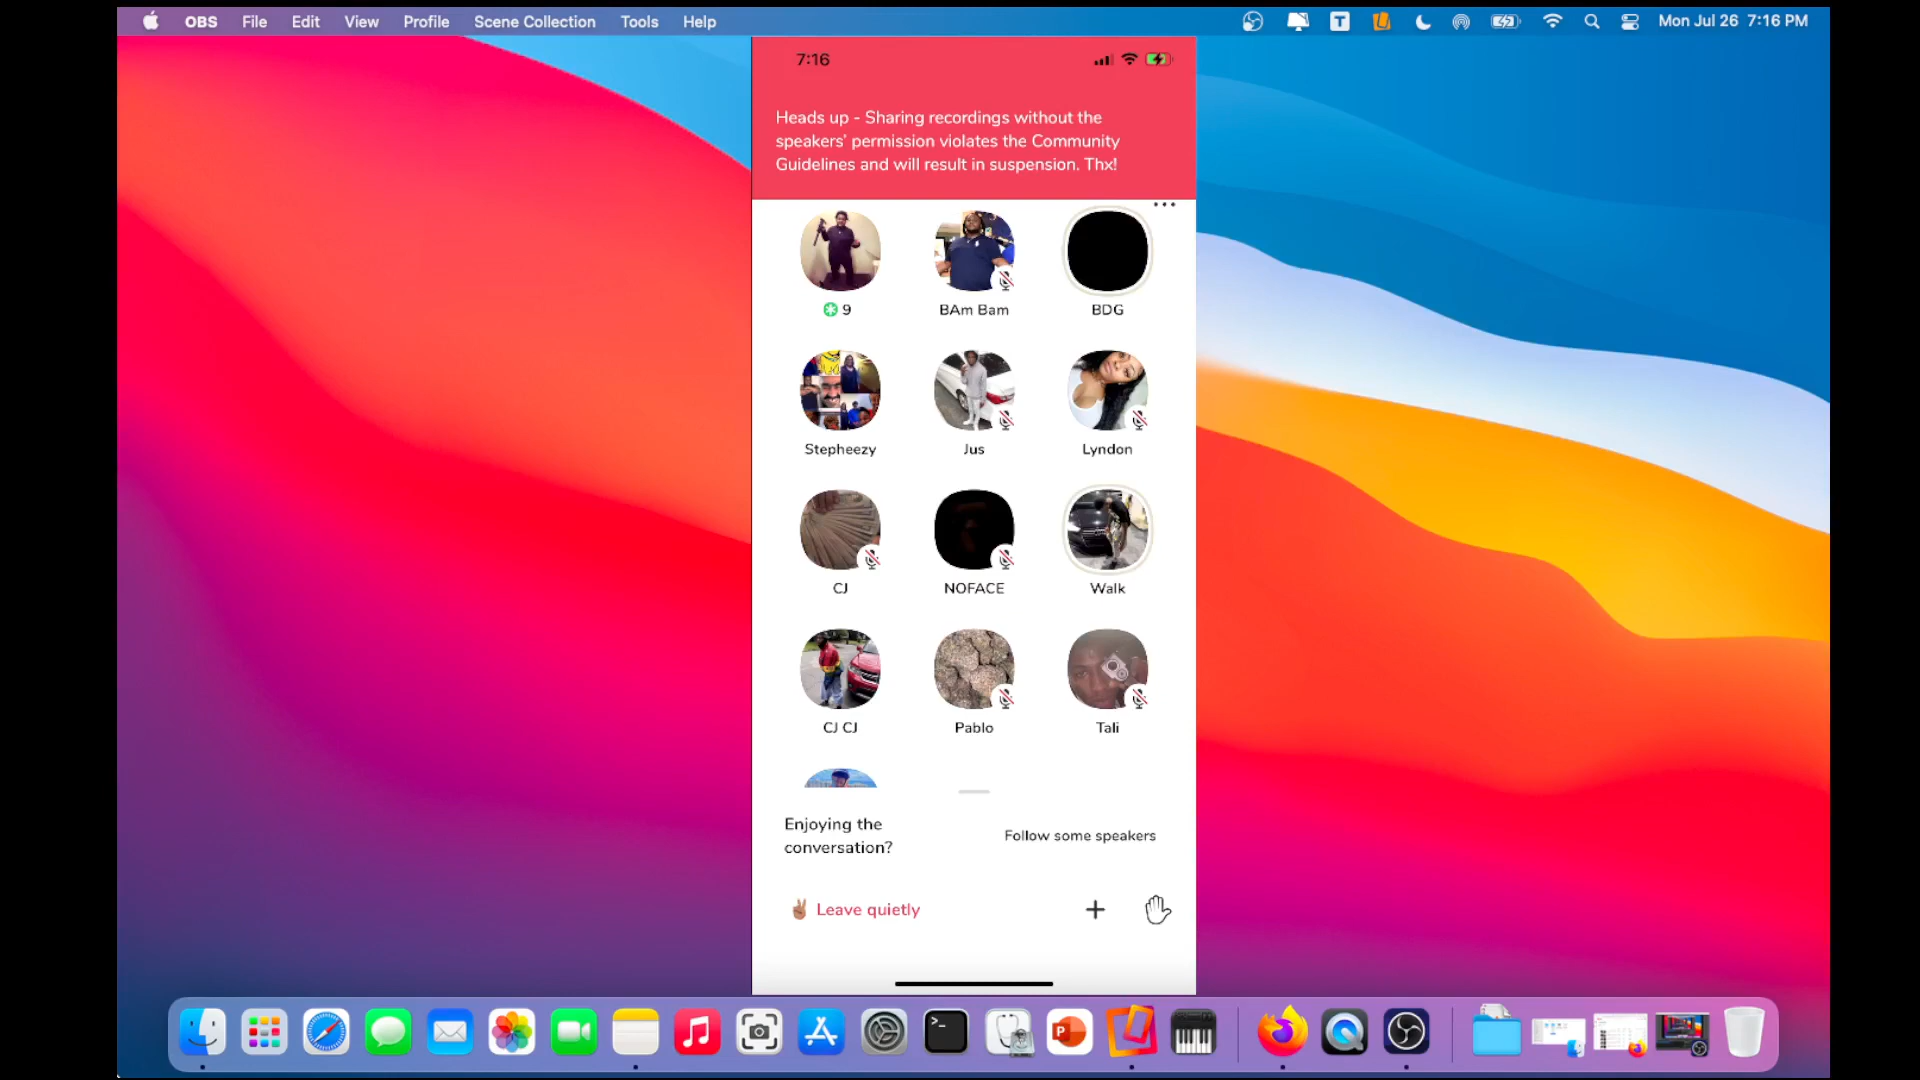 OBS File Edit View Profile Scene Collection Tools Help
T
Mon Jul 26 7:16 PM
7:16
Heads up - Sharing recordings without the
speakers' permission violates the Community
Guidelines and will result in suspension. Thx!
9 BAm Bam BDG
Stepheezy Jus Lyndon
CJ NOFACE Walk
CJ CJ Pablo Tali
Enjoying the
conversation?
Follow some speakers
Leave quietly
P